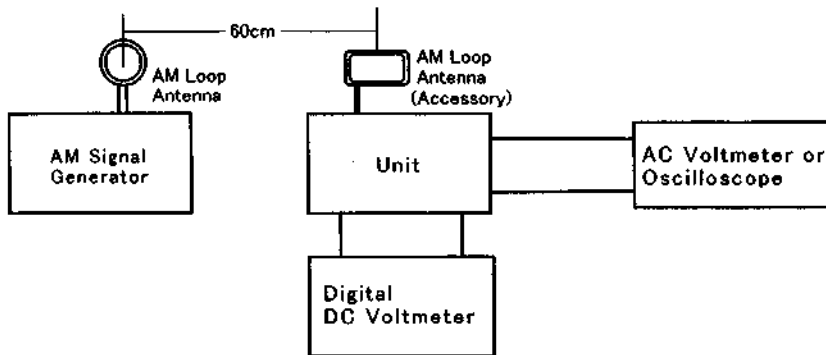 60cm
AM Loop
Antenna
AM Loop
Antenna
(Accessory)
AM Signal
Generator
Unit
AC Voltmeter or
Oscilloscope
Digital
DC Voltmeter